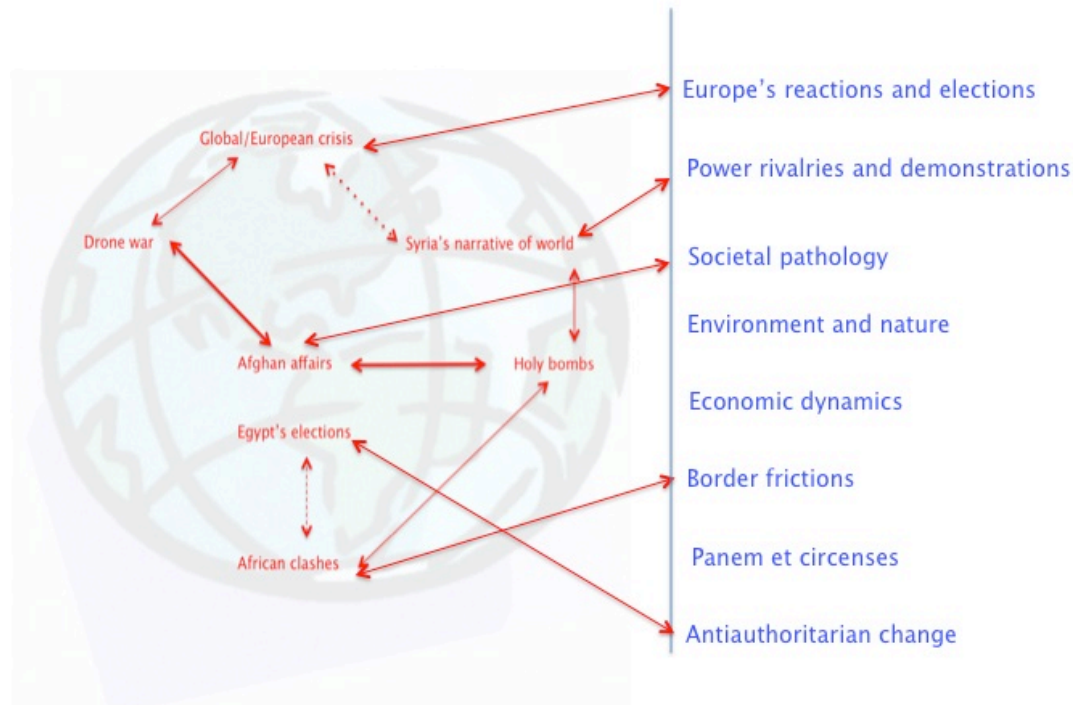 Global/European crisis
Drone war
Syria's narrative of world
Afghan affairs
Holy bombs
Egypt's elections
African clashes
Europe's reactions and elections
Power rivalries and demonstrations
Societal pathology
Environment and nature
Economic dynamics
Border frictions
Panem et circenses
Antiauthoritarian change